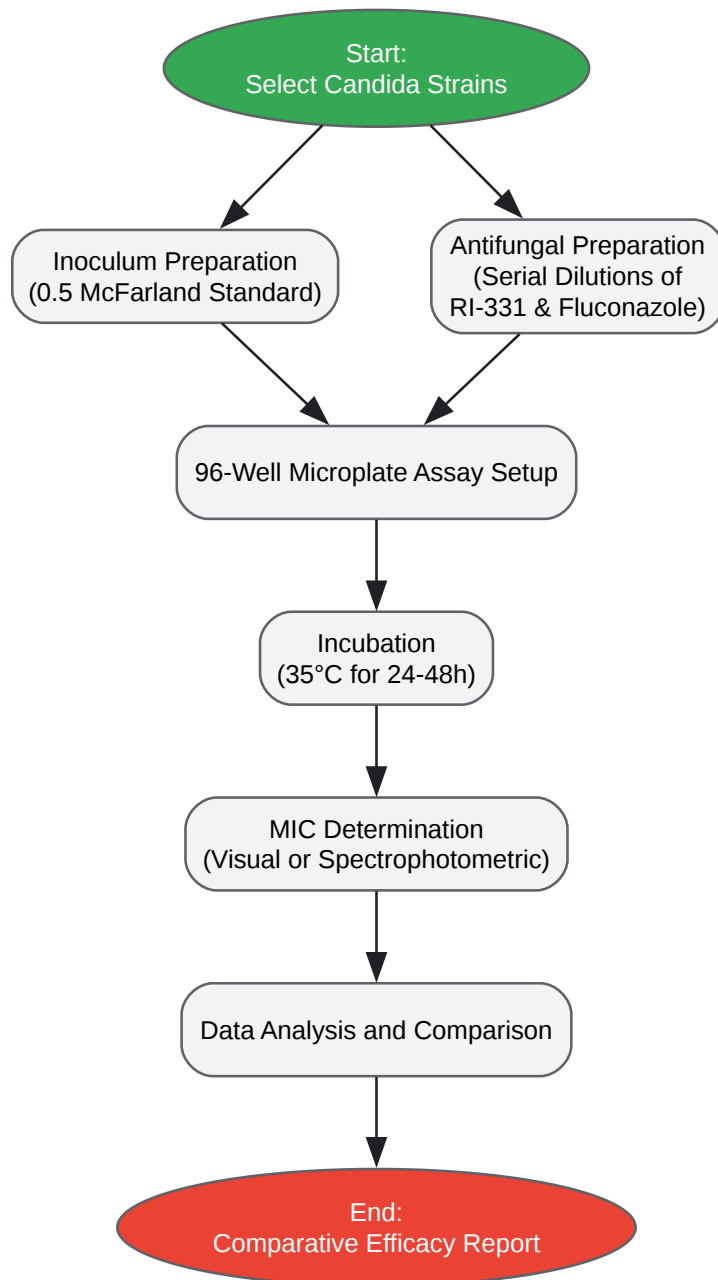 Start:
Select Candida Strains
Inoculum Preparation
(0.5 McFarland Standard)
Antifungal Preparation
(Serial Dilutions of
RI-331 & Fluconazole)
96-Well Microplate Assay Setup
Incubation
(35°C for 24-48h)
MIC Determination
(Visual or Spectrophotometric)
Data Analysis and Comparison
End:
Comparative Efficacy Report